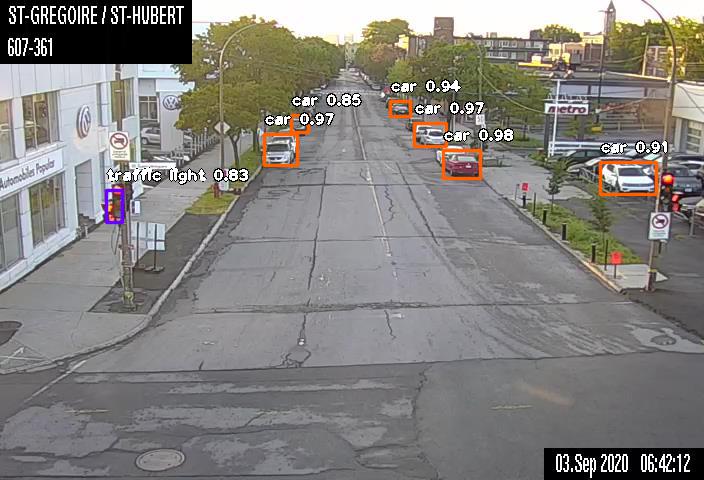 ST-GREGOIRE / ST-HUBERT
607-361
car 0.94
car 0.85
car 0.97
car 0.97
car 0.98
car 0.91
traffic light 0.83
metro
Automobiles Popular
03.Sep 2020 06:42:12